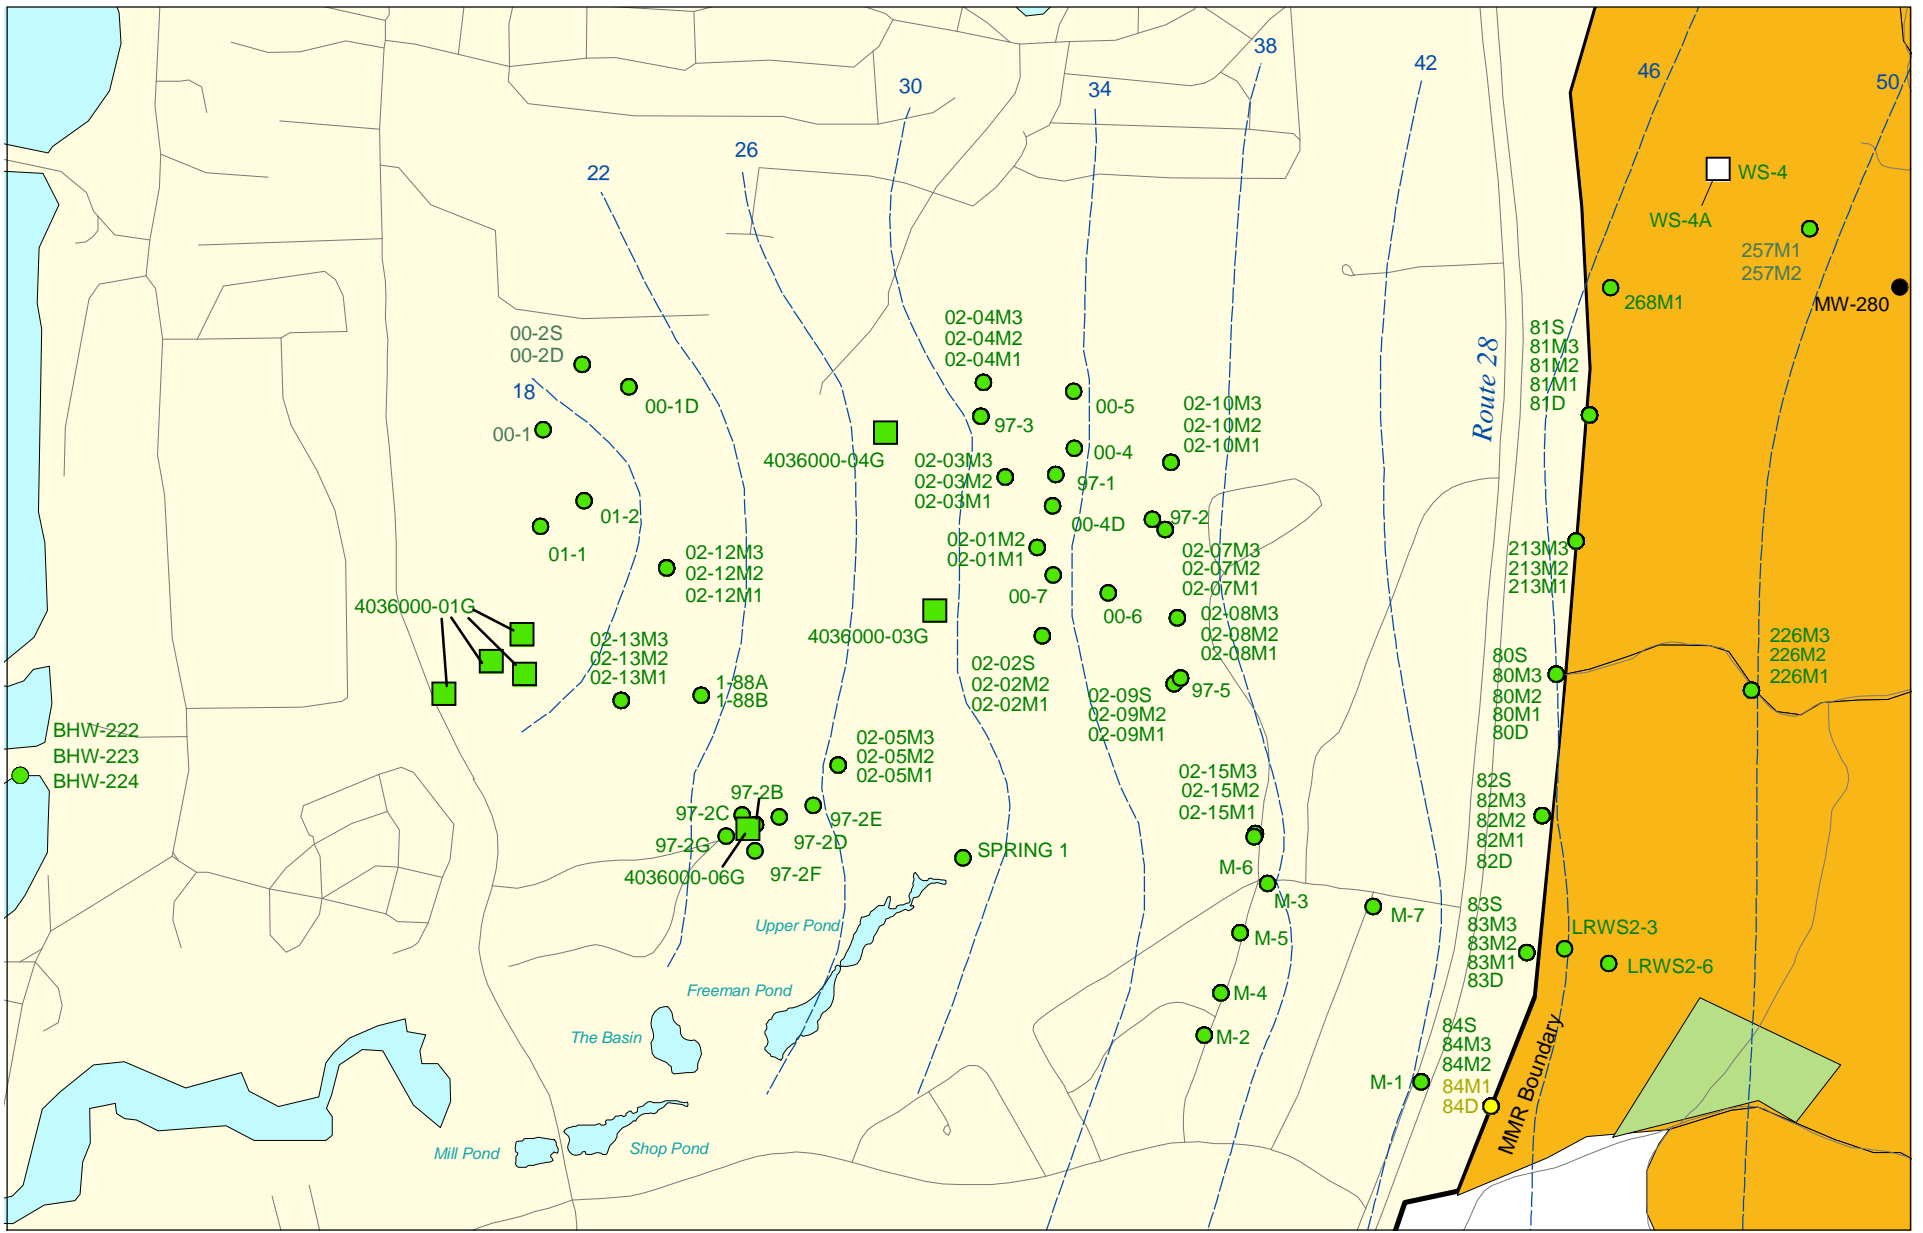 38
42
46
50
30
34
26
22
WS-4
WS-4A
257M1
257M2
268M1
MW-280
00-2S
00-2D
18
00-1D
00-1
02-04M3
02-04M2
02-04M1
97-3
00-5
00-4
97-1
00-4D
02-10M3
02-10M2
02-10M1
97-2
Route 28
81S
81M3
81M2
81M1
81D
4036000-04G
02-03M3
02-03M2
02-03M1
01-2
01-1
02-12M3
02-12M2
02-12M1
02-01M2
02-01M1
00-7
00-6
02-07M3
02-07M2
02-07M1
02-08M3
02-08M2
02-08M1
213M3
213M2
213M1
4036000-01G
4036000-03G
02-13M3
02-13M2
02-13M1
1-88A
1-88B
02-02S
02-02M2
02-02M1
97-5
02-09S
02-09M2
02-09M1
80S
80M3
80M2
80M1
80D
226M3
226M2
226M1
BHW-222
BHW-223
BHW-224
02-05M3
02-05M2
02-05M1
02-15M3
02-15M2
02-15M1
82S
82M3
82M2
82M1
82D
97-2B
97-2C
97-2E
97-2D
97-2G
97-2F
4036000-06G
SPRING 1
M-6
M-3
M-7
M-5
M-4
M-2
M-1
83S
83M3
83M2
83M1
83D
LRWS2-3
LRWS2-6
Upper Pond
Freeman Pond
The Basin
Mill Pond
Shop Pond
84S
84M3
84M2
84M1
84D
MMR Boundary